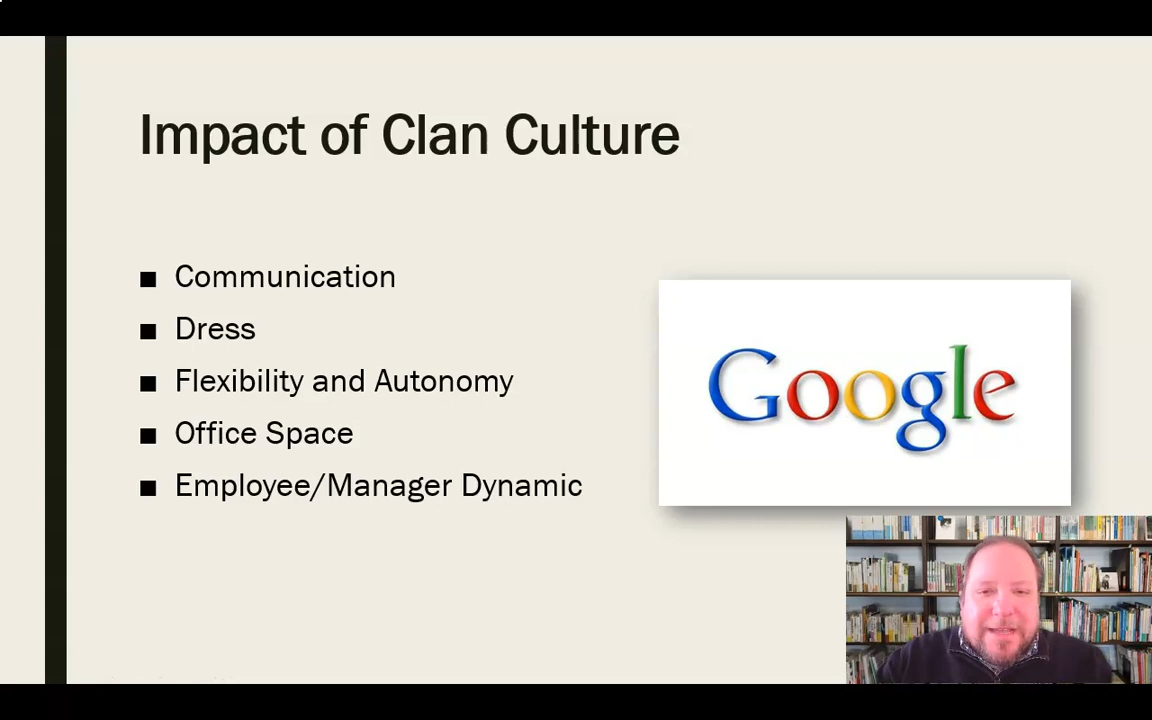 Impact of Clan Culture
■ Communication
■ Dress
■ Flexibility and Autonomy
■ Office Space
■ Employee/Manager Dynamic
Google